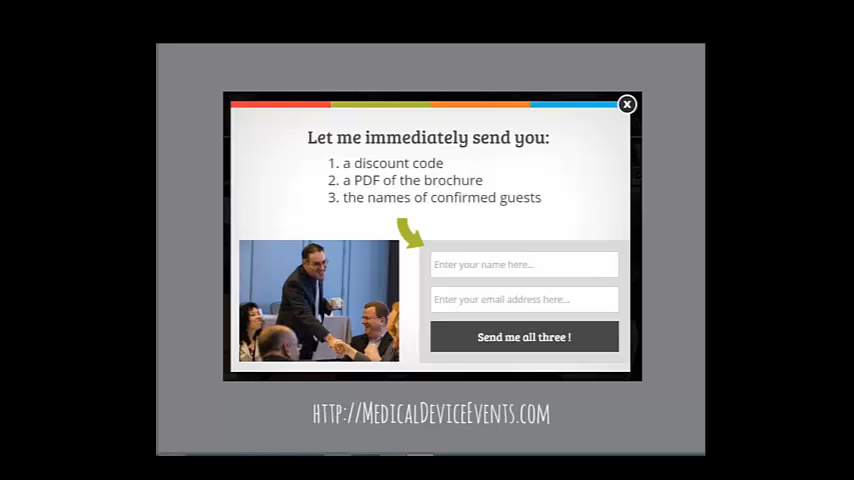 x
Let me immediately send you:
1. a discount code
2. a PDF of the brochure
3. the names of confirmed guests
Enter your name here...
Enter your email address here...
Send me all three !
http://MedicalDeviceEvents.com